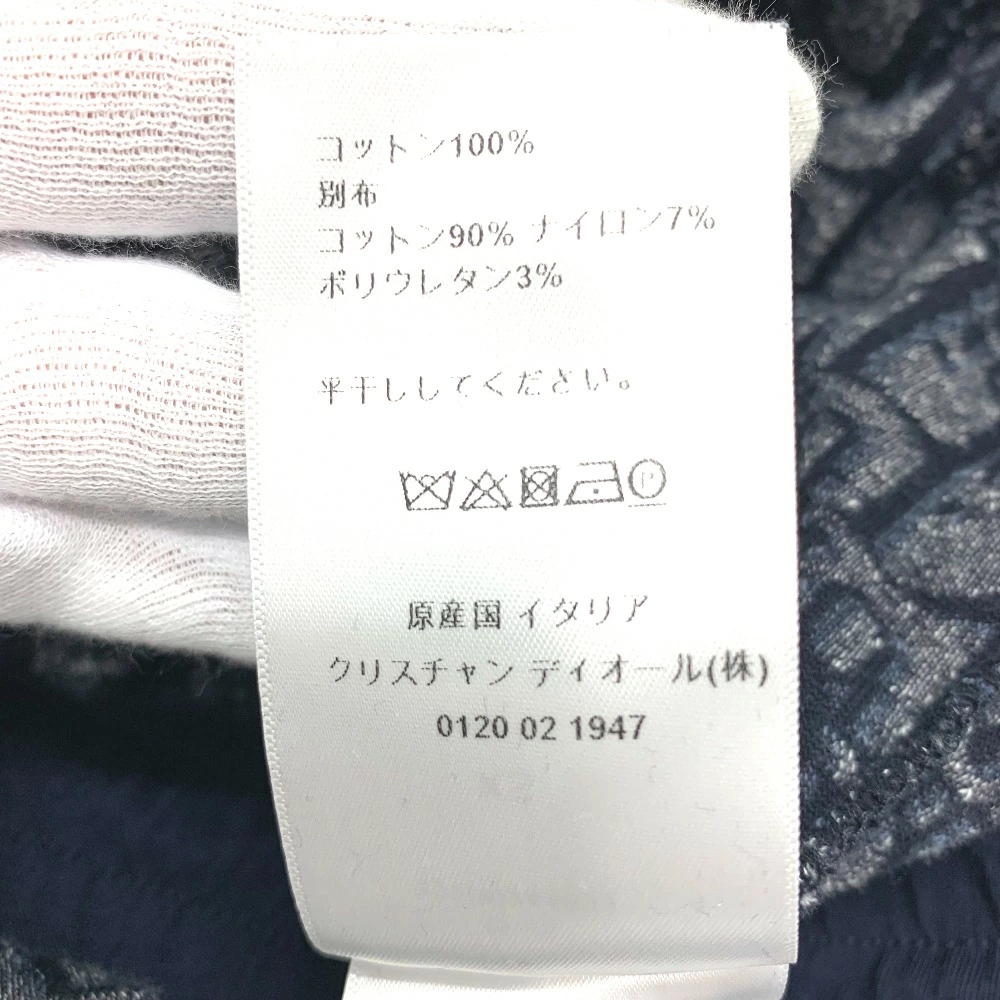 コットン100%
別布
コットン90% ナイロン7%
ポリウレタン3%
平干ししてください。
P
原産国 イタリア
クリスチャン ディオール(株)
0120 02 1947